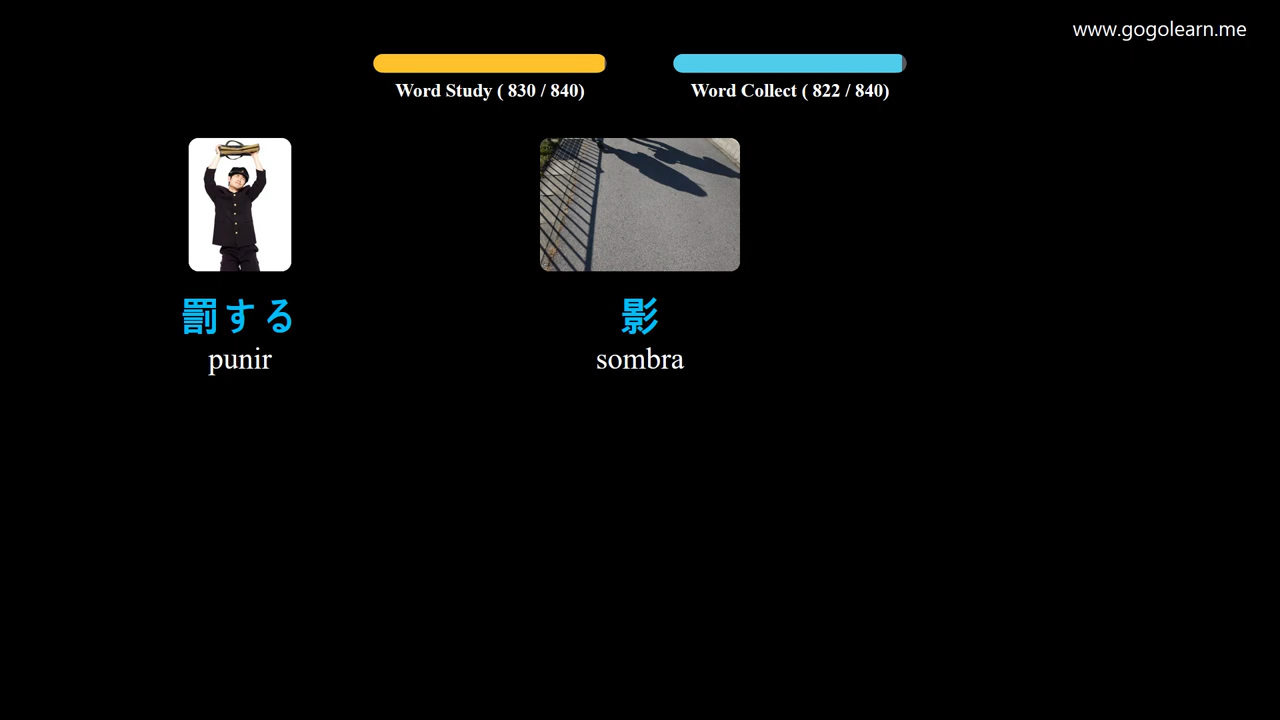 www.gogolearn.me
Word Study ( 830 / 840)
Word Collect ( 822 / 840)
罰する
punir
影
sombra